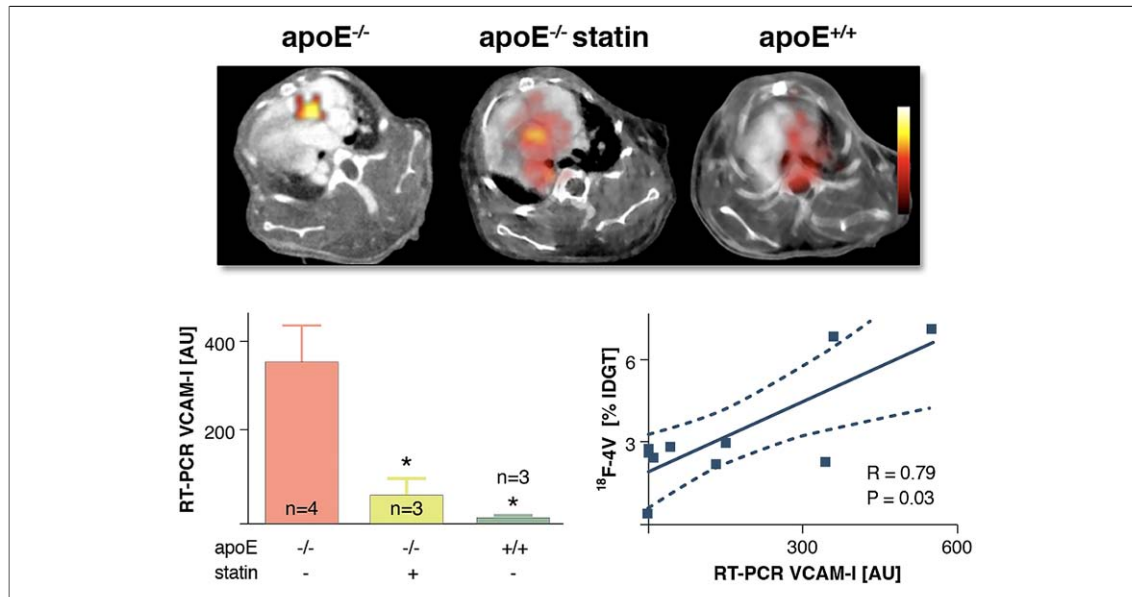 apoE-/- apoE-/- statin apoE+/+
RT-PCR VCAM-I [AU]
400
200
*
*
n=3
n=4
n=3
apoE -/- -/- +/+
statin - + -
18F-4V [% IDGT]
6
3
R = 0.79
P = 0.03
300 600
RT-PCR VCAM-I [AU]